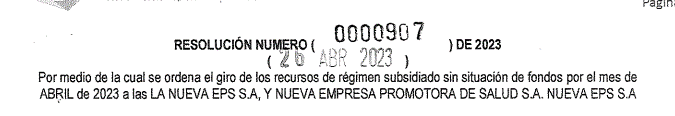 Página
RESOLUCIÓN NUMERO ( 0000907 ) DE 2023
( 26 ABR 2023 )
Por medio de la cual se ordena el giro de los recursos de régimen subsidiado sin situación de fondos por el mes de
ABRIL de 2023 a las LA NUEVA EPS S.A, Y NUEVA EMPRESA PROMOTORA DE SALUD S.A. NUEVA EPS S.A